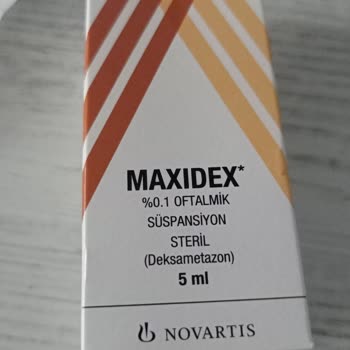 MAXIDEX*
%0.1 OFTALMİK
SÜSPANSİYON
STERİL
(Deksametazon)
5 ml
NOVARTIS